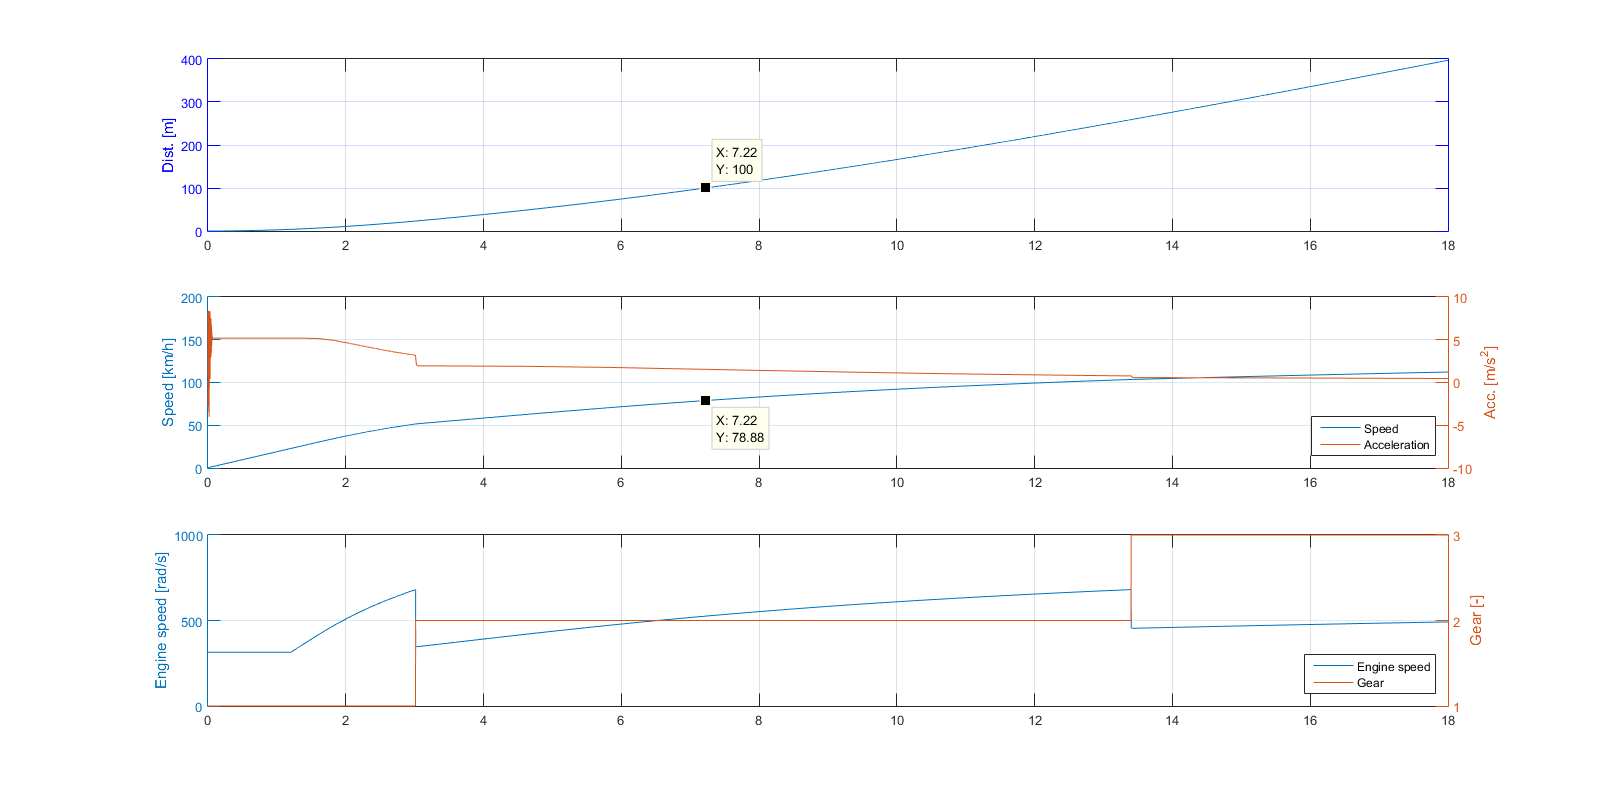 400
300
200
100
0
Dist. [m]
X: 7.22
Y: 100
0 2 4 6 8 10 12 14 16 18
200
150
100
50
0
Speed [km/h]
10
5
0
-5
-10
Acc. [m/s²]
X: 7.22
Y: 78.88
Speed
Acceleration
0 2 4 6 8 10 12 14 16 18
1000
500
0
Engine speed [rad/s]
3
2
1
Gear [-]
Engine speed
Gear
0 2 4 6 8 10 12 14 16 18